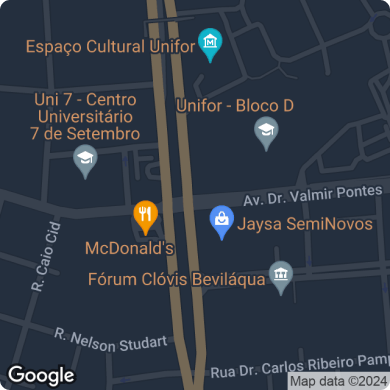 Espaço Cultural Unifor
Uni 7 - Centro
Universitário
7 de Setembro
Unifor - Bloco D
Av. Dr. Valmir Pontes
Jaysa SemiNovos
McDonald's
R. Caio Cid
Fórum Clóvis Beviláqua
R. Nelson Studart
Rua Dr. Carlos Ribeiro Pamp
Google
Map data ©2024